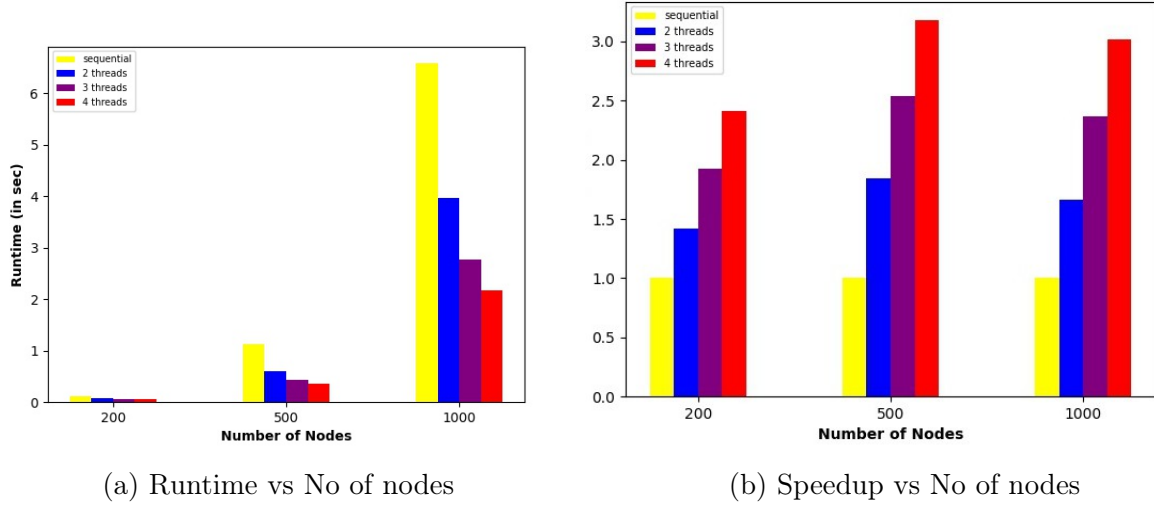 sequential
2 threads
3 threads
4 threads
Runtime (in sec)
6
5
4
3
2
1
0
200
500
1000
Number of Nodes
(a) Runtime vs No of nodes
sequential
2 threads
3 threads
4 threads
3.0
2.5
2.0
1.5
1.0
0.5
0.0
200
500
1000
Number of Nodes
(b) Speedup vs No of nodes